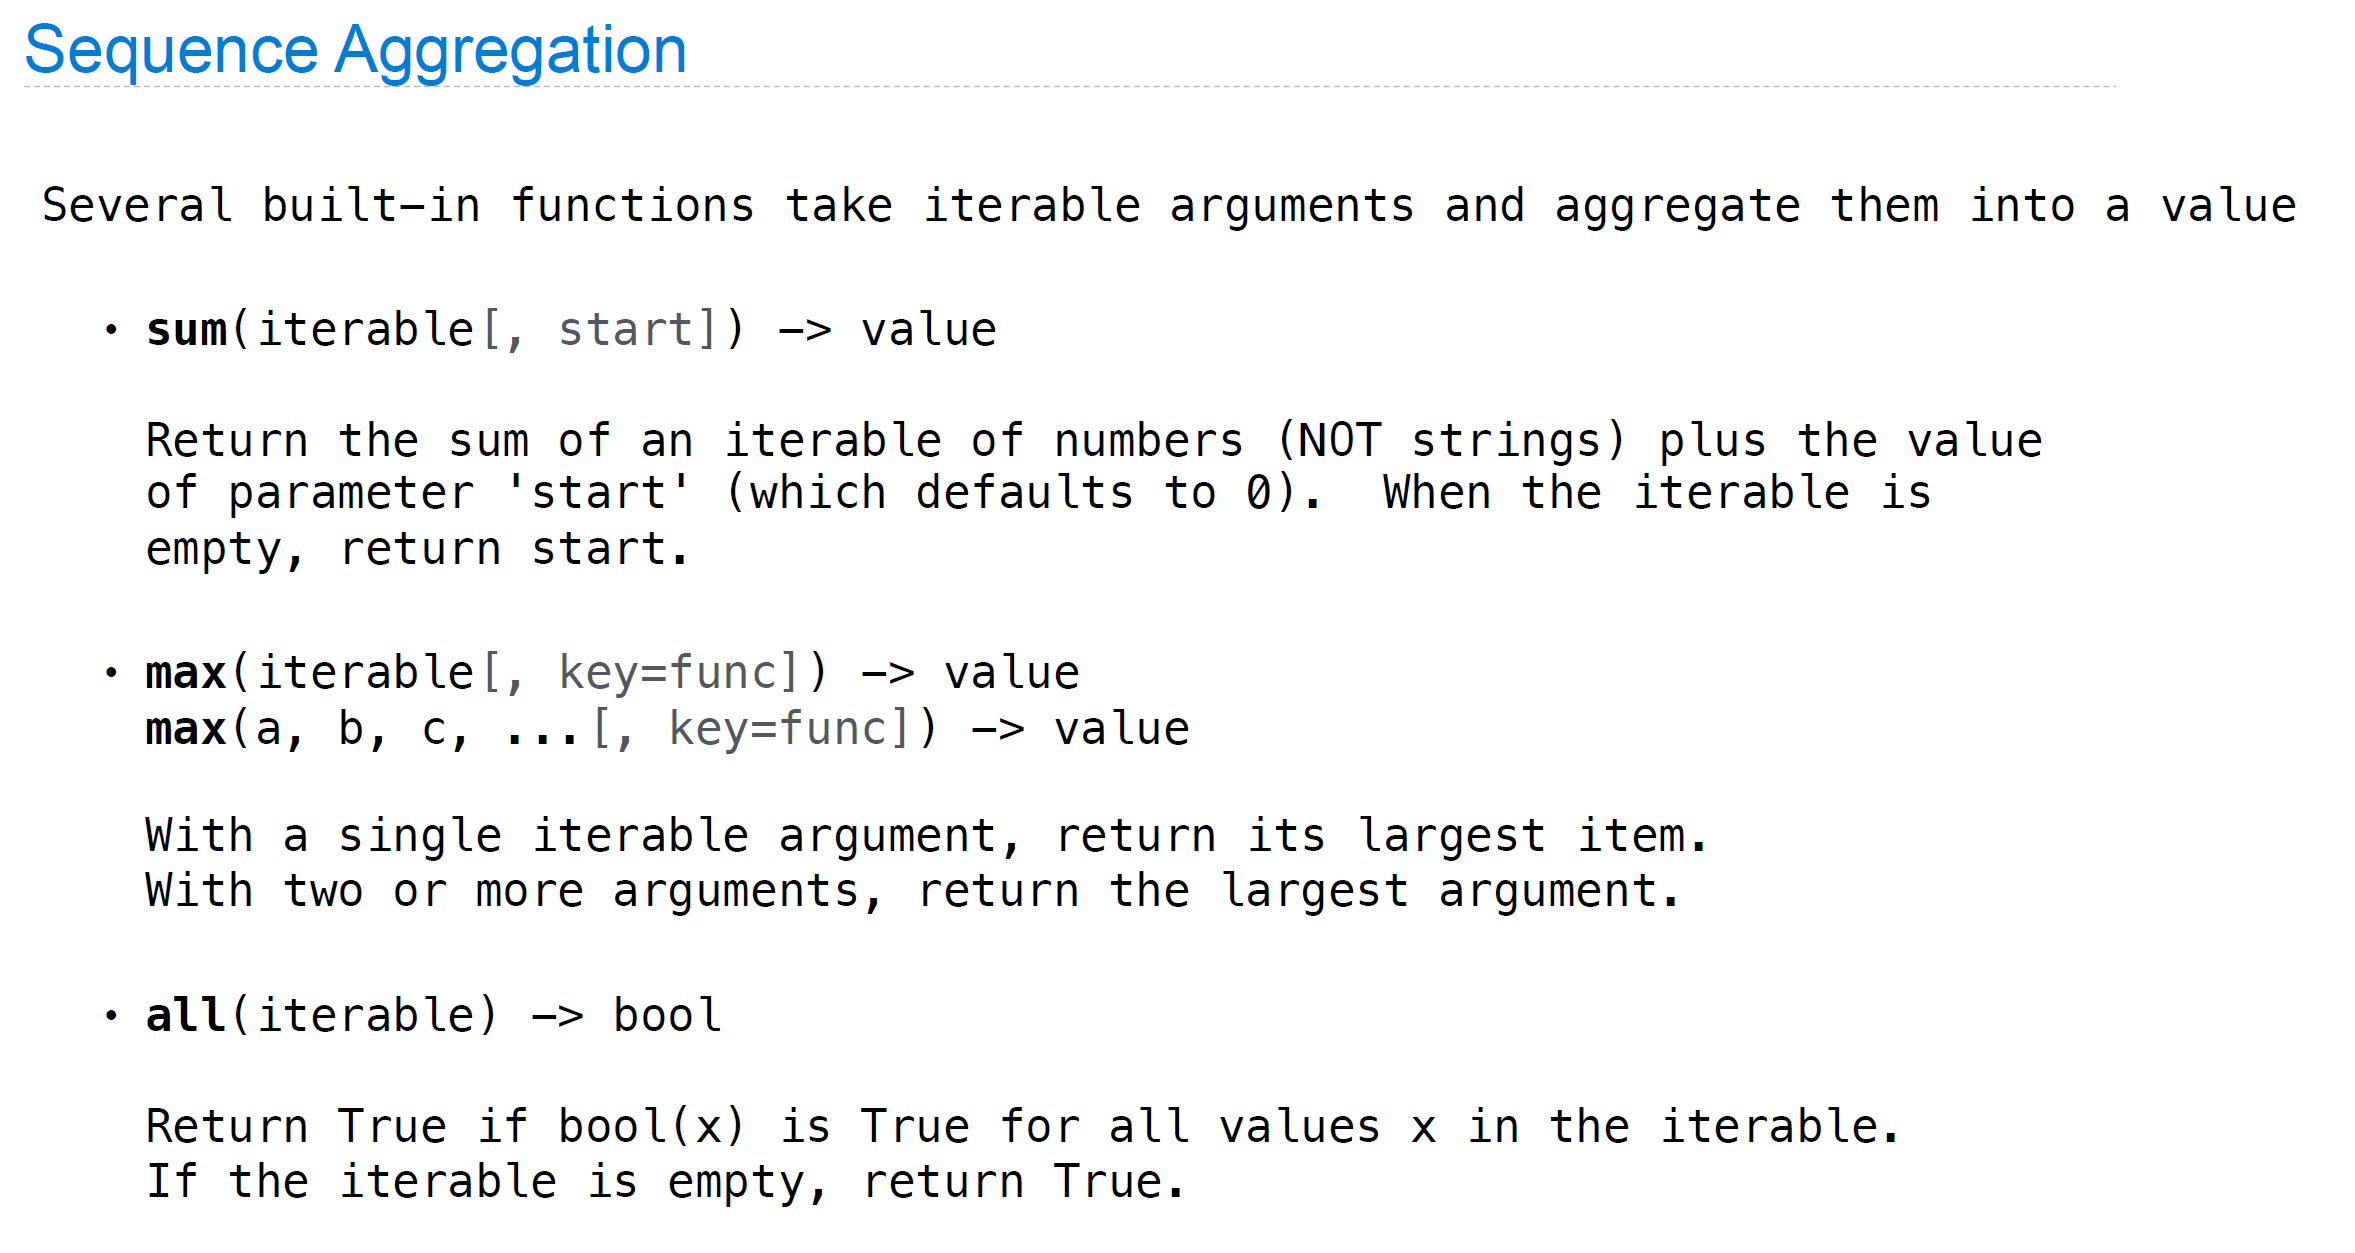 Sequence Aggregation
Several built-in functions take iterable arguments and aggregate them into a value
• sum(iterable[, start]) -> value
Return the sum of an iterable of numbers (NOT strings) plus the value
of parameter 'start' (which defaults to 0).  When the iterable is
empty, return start.
• max(iterable[, key=func]) -> value
max(a, b, c, ...[, key=func]) -> value
With a single iterable argument, return its largest item.
With two or more arguments, return the largest argument.
• all(iterable) -> bool
Return True if bool(x) is True for all values x in the iterable.
If the iterable is empty, return True.